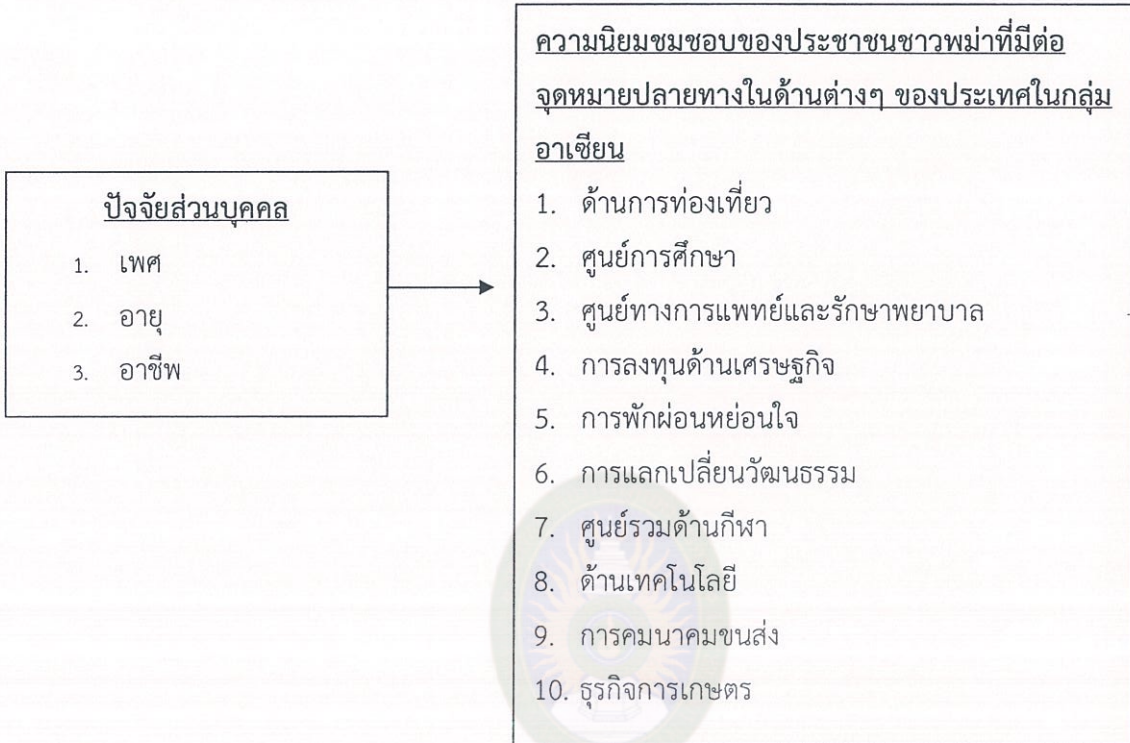 ปัจจัยส่วนบุคคล
1. เพศ
2. อายุ
3. อาชีพ
ความนิยมชมชอบของประชาชนชาวพม่าที่มีต่อ
จุดหมายปลายทางในด้านต่างๆ ของประเทศในกลุ่ม
อาเซียน
1. ด้านการท่องเที่ยว
2. ศูนย์การศึกษา
3. ศูนย์ทางการแพทย์และรักษาพยาบาล
4. การลงทุนด้านเศรษฐกิจ
5. การพักผ่อนหย่อนใจ
6. การแลกเปลี่ยนวัฒนธรรม
7. ศูนย์รวมด้านกีฬา
8. ด้านเทคโนโลยี
9. การคมนาคมขนส่ง
10. ธุรกิจการเกษตร